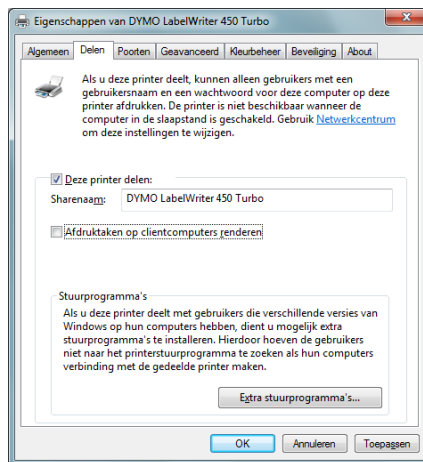 Eigenschappen van DYMO LabelWriter 450 Turbo
Algemeen Delen Poorten Geavanceerd Kleurbeheer Beveiliging About
Als u deze printer deelt, kunnen alleen gebruikers met een
gebruikersnaam en een wachtwoord voor deze computer op deze
printer afdrukken. De printer is niet beschikbaar wanneer de
computer in de slaapstand is geschakeld. Gebruik Netwerkcentrum
om deze instellingen te wijzigen.
Deze printer delen:
Sharenaam: DYMO LabelWriter 450 Turbo
Afdruktaken op clientcomputers renderen
Stuurprogramma's
Als u deze printer deelt met gebruikers die verschillende versies van
Windows op hun computers hebben, dient u mogelijk extra
stuurprogramma's te installeren. Hierdoor hoeven de gebruikers
niet naar het printerstuurprogramma te zoeken als hun computers
verbinding met de gedeelde printer maken.
Extra stuurprogramma's...
OK Annuleren Toepassen